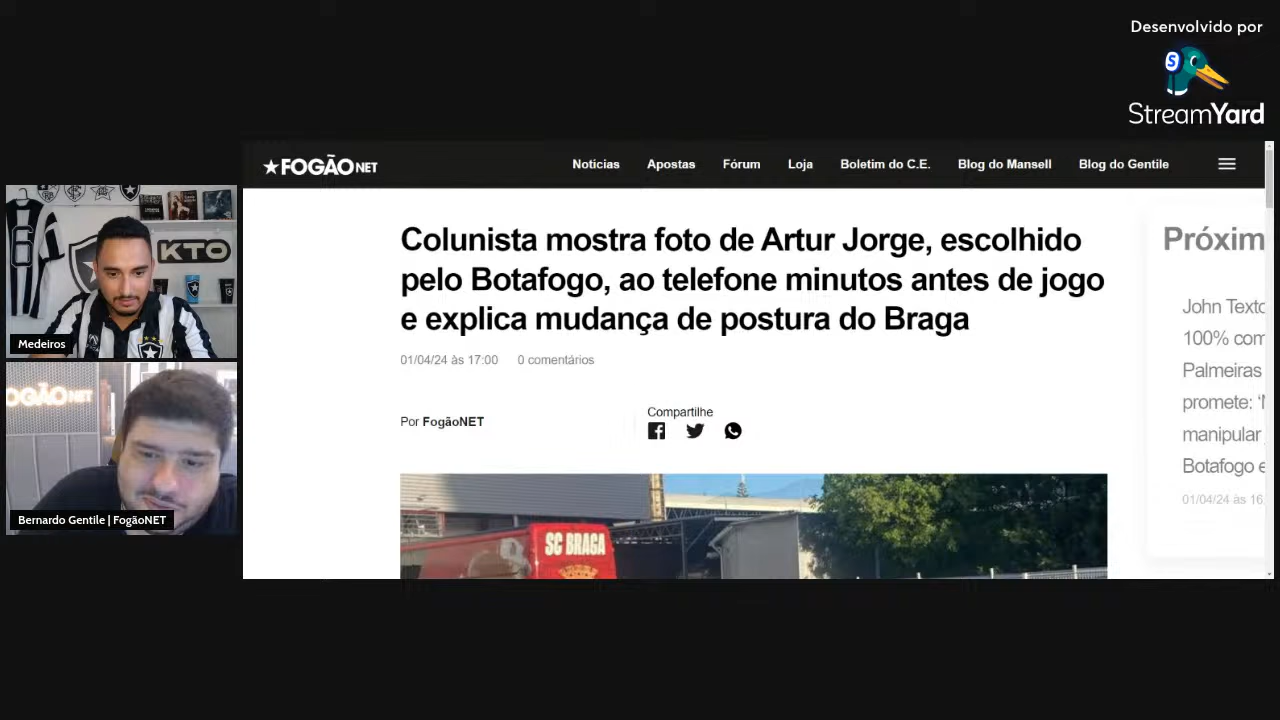 Desenvolvido por
StreamYard
FOGÃONET
Notícias Apostas Fórum Loja Boletim do C.E. Blog do Mansell Blog do Gentile
Colunista mostra foto de Artur Jorge, escolhido
pelo Botafogo, ao telefone minutos antes de jogo
e explica mudança de postura do Braga
01/04/24 às 17:00 0 comentários
Por FogãoNET
Compartilhe
SC BRAGA
Próxim
John Texto
100% com
Palmeiras
promete: 'M
manipular
Botafogo e
01/04/24 às 16
6
KTO
Medeiros
OGÃONET
Bernardo Gentile | FogãoNET